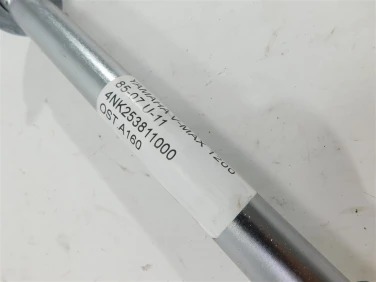 YAMAHA V-MAX 1200
85-07 U-11
4NK253811000
OST A160